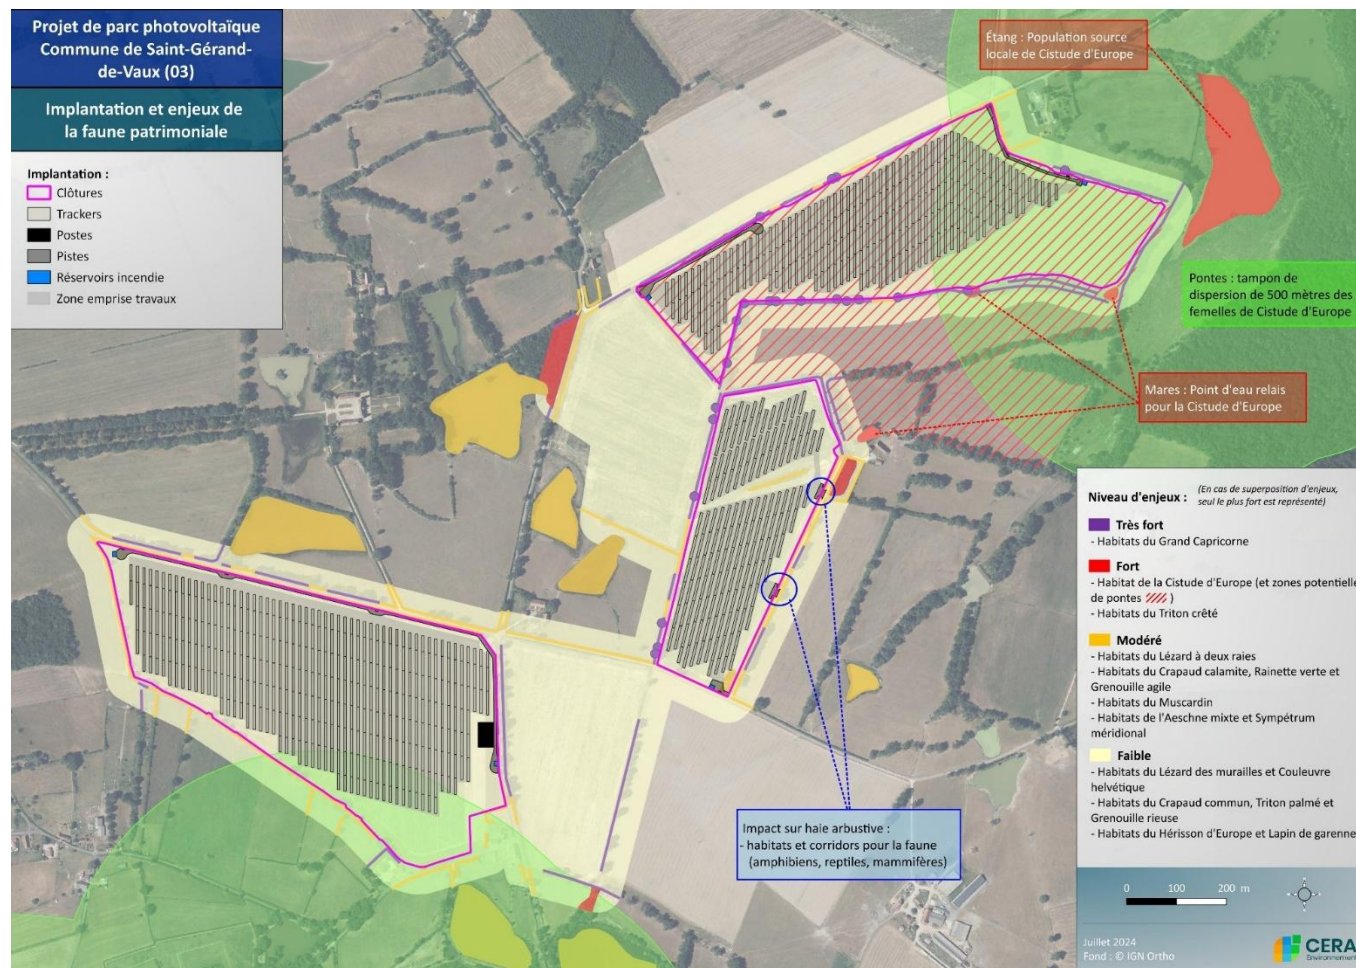 Projet de parc photovoltaïque
Commune de Saint-Gérand-
de-Vaux (03)
Implantation et enjeux de
la faune patrimoniale
Implantation :
Clôtures
Trackers
Postes
Pistes
Réservoirs incendie
Zone emprise travaux
Étang : Population source
locale de Cistude d'Europe
Pontes : tampon de
dispersion de 500 mètres des
femelles de Cistude d'Europe
Mares : Point d'eau relais
pour la Cistude d'Europe
Impact sur haie arbustive :
- habitats et corridors pour la faune
(amphibiens, reptiles, mammifères)
Niveau d'enjeux :
(En cas de superposition d'enjeux,
seul le plus fort est représenté)
Très fort
- Habitats du Grand Capricorne
Fort
- Habitat de la Cistude d'Europe (et zones potentielle
de pontes )
- Habitats du Triton crêté
Modéré
- Habitats du Lézard à deux raies
- Habitats du Crapaud calamite, Rainette verte et
Grenouille agile
- Habitats du Muscardin
- Habitats de l'Aeschne mixte et Sympétrum
méridional
Faible
- Habitats du Lézard des murailles et Couleuvre
helvétique
- Habitats du Crapaud commun, Triton palmé et
Grenouille rieuse
- Habitats du Hérisson d'Europe et Lapin de garenne
0 100 200 m
Juillet 2024
Fond : © IGN Ortho
CERA
Environnement